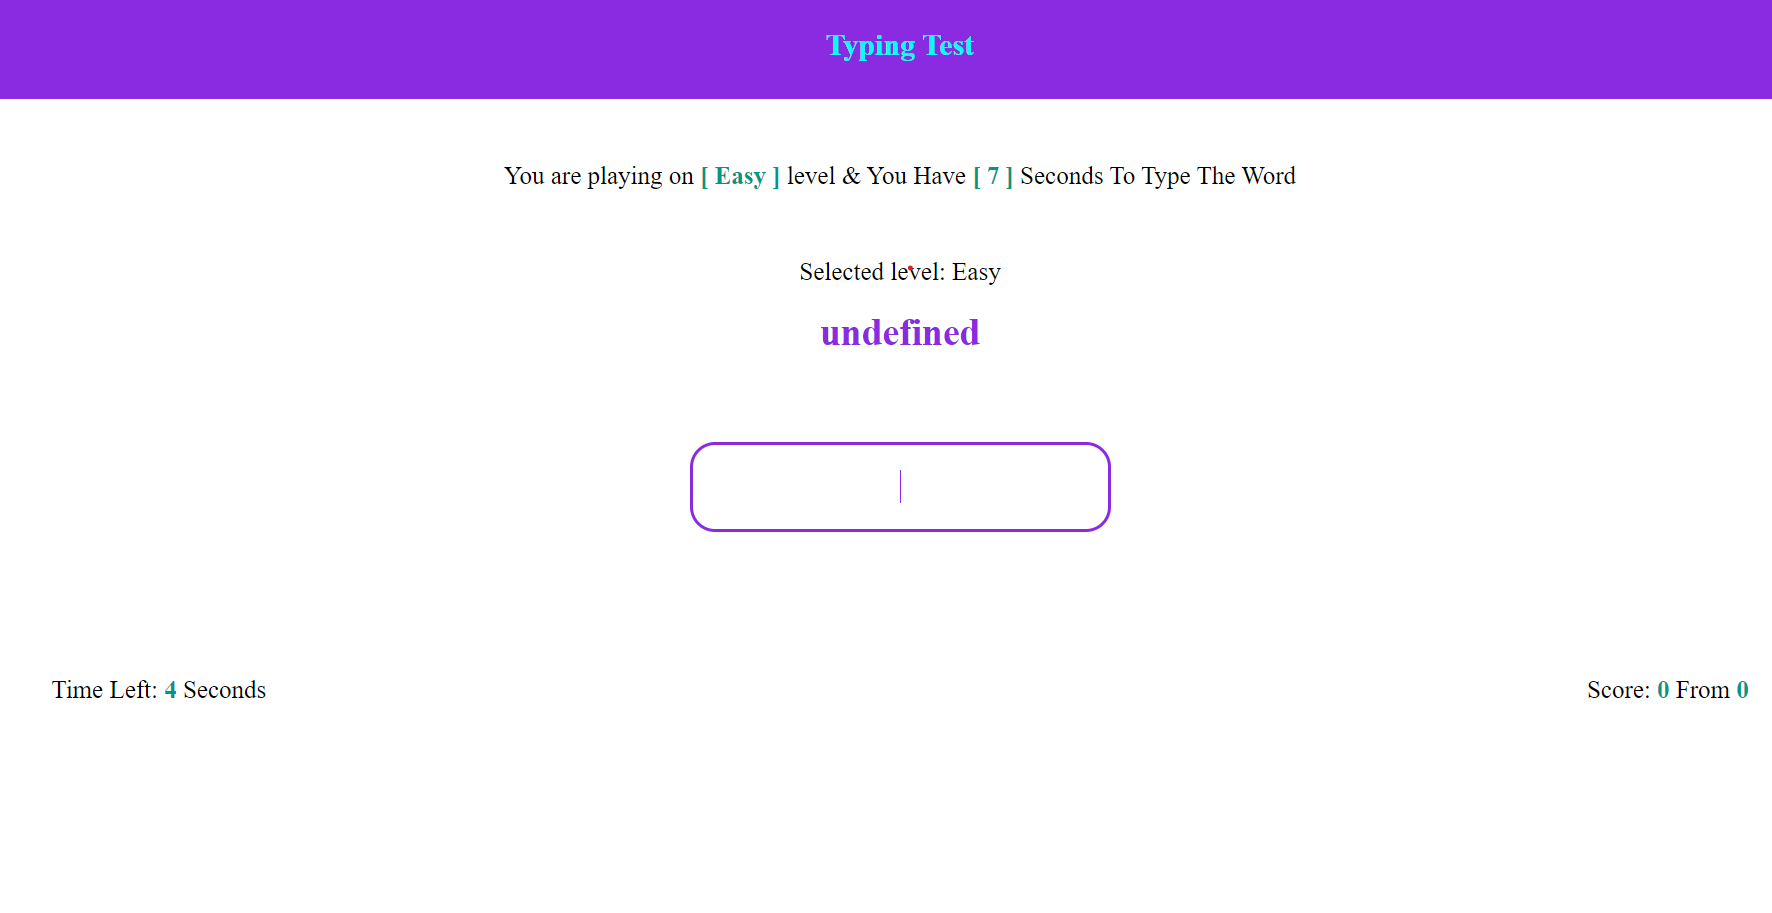 Typing Test
You are playing on [ Easy ] level & You Have [ 7 ] Seconds To Type The Word
Selected level: Easy
undefined
Time Left: 4 Seconds
Score: 0 From 0